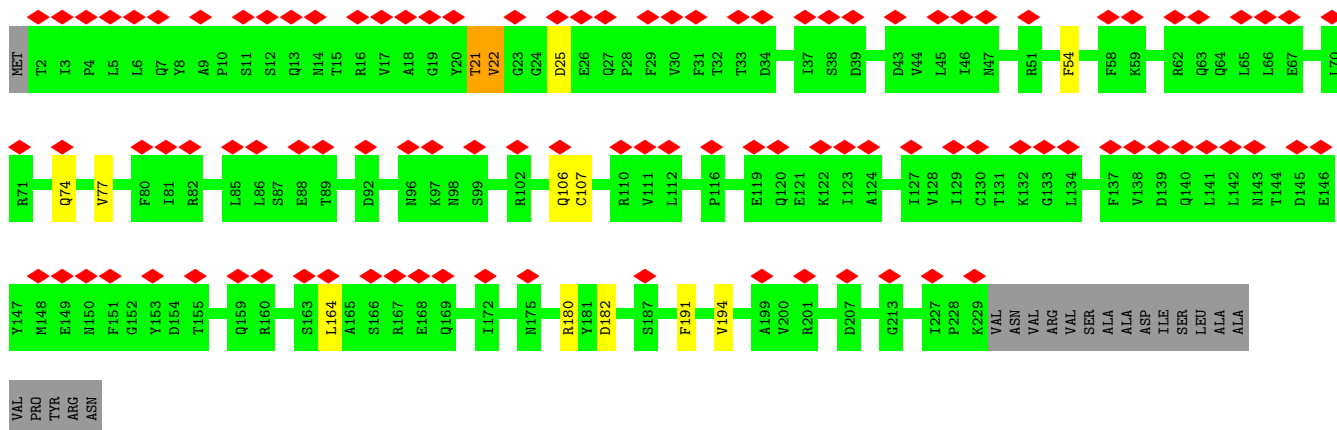 MET T2 I3 P4 L5 L6 Q7 Y8 A9 P10 S11 S12 Q13 N14 T15 R16 V17 A18 G19 Y20 T21 V22 G23 G24 D25 E26 Q27 P28 F29 V30 F31 T32 T33 D34 I37 S38 D39 D43 V44 L45 I46 N47 R51 F54 F58 K59 R62 Q63 Q64 L65 L66 E67 L70
R71 Q74 V77 F80 I81 R82 L85 L86 S87 E88 T89 D92 N96 K97 N98 S99 R102 Q106 C107 R110 V111 L112 P116 E119 Q120 E121 K122 I123 A124 I127 V128 I129 C130 T131 K132 G133 L134 F137 V138 D139 Q140 L141 L142 N143 T144 D145 E146
Y147 M148 E149 N150 F151 G152 Y153 D154 T155 Q159 R160 S163 L164 A165 S166 R167 E168 Q169 I172 N175 R180 Y181 D182 S187 F191 V194 A199 V200 R201 D207 G213 I227 P228 K229 VAL ASN VAL ARG VAL SER ALA ALA ASP ILE SER LEU ALA ALA
VAL PRO TYR ARG ASN